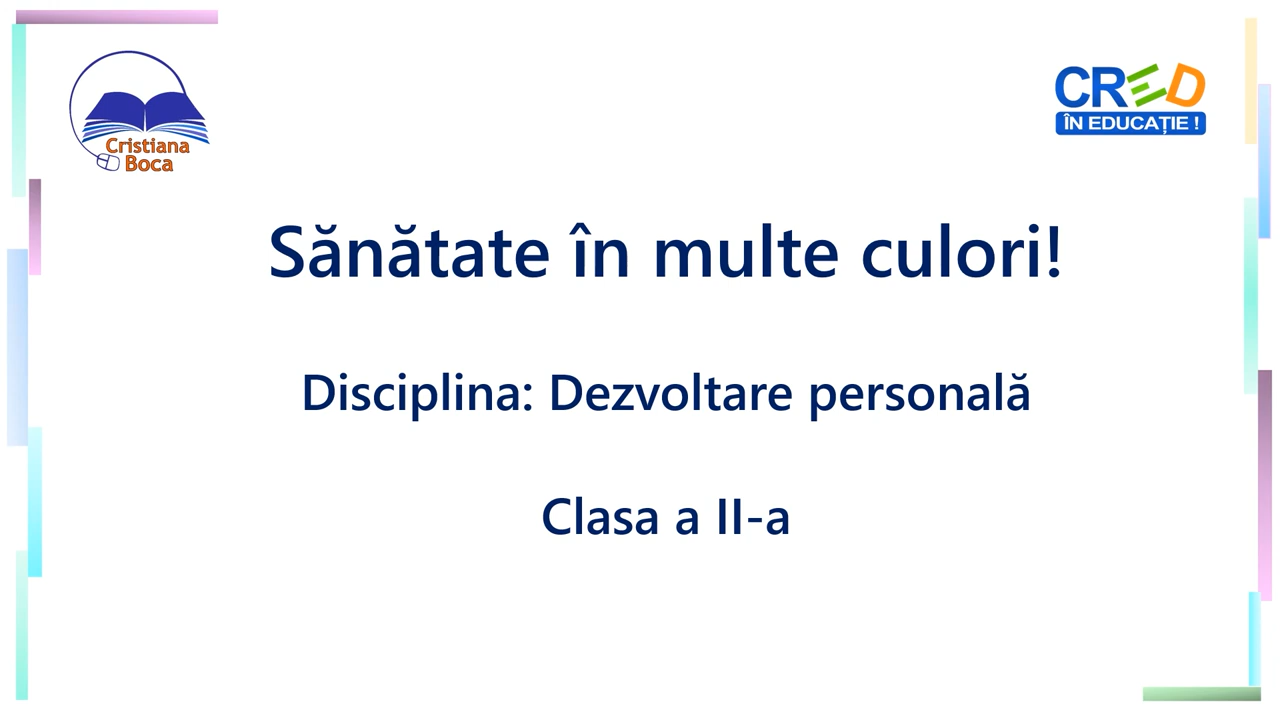 Cristiana
Boca
CRED
ÎN EDUCAȚIE !
Sănătate în multe culori!
Disciplina: Dezvoltare personală
Clasa a II-a